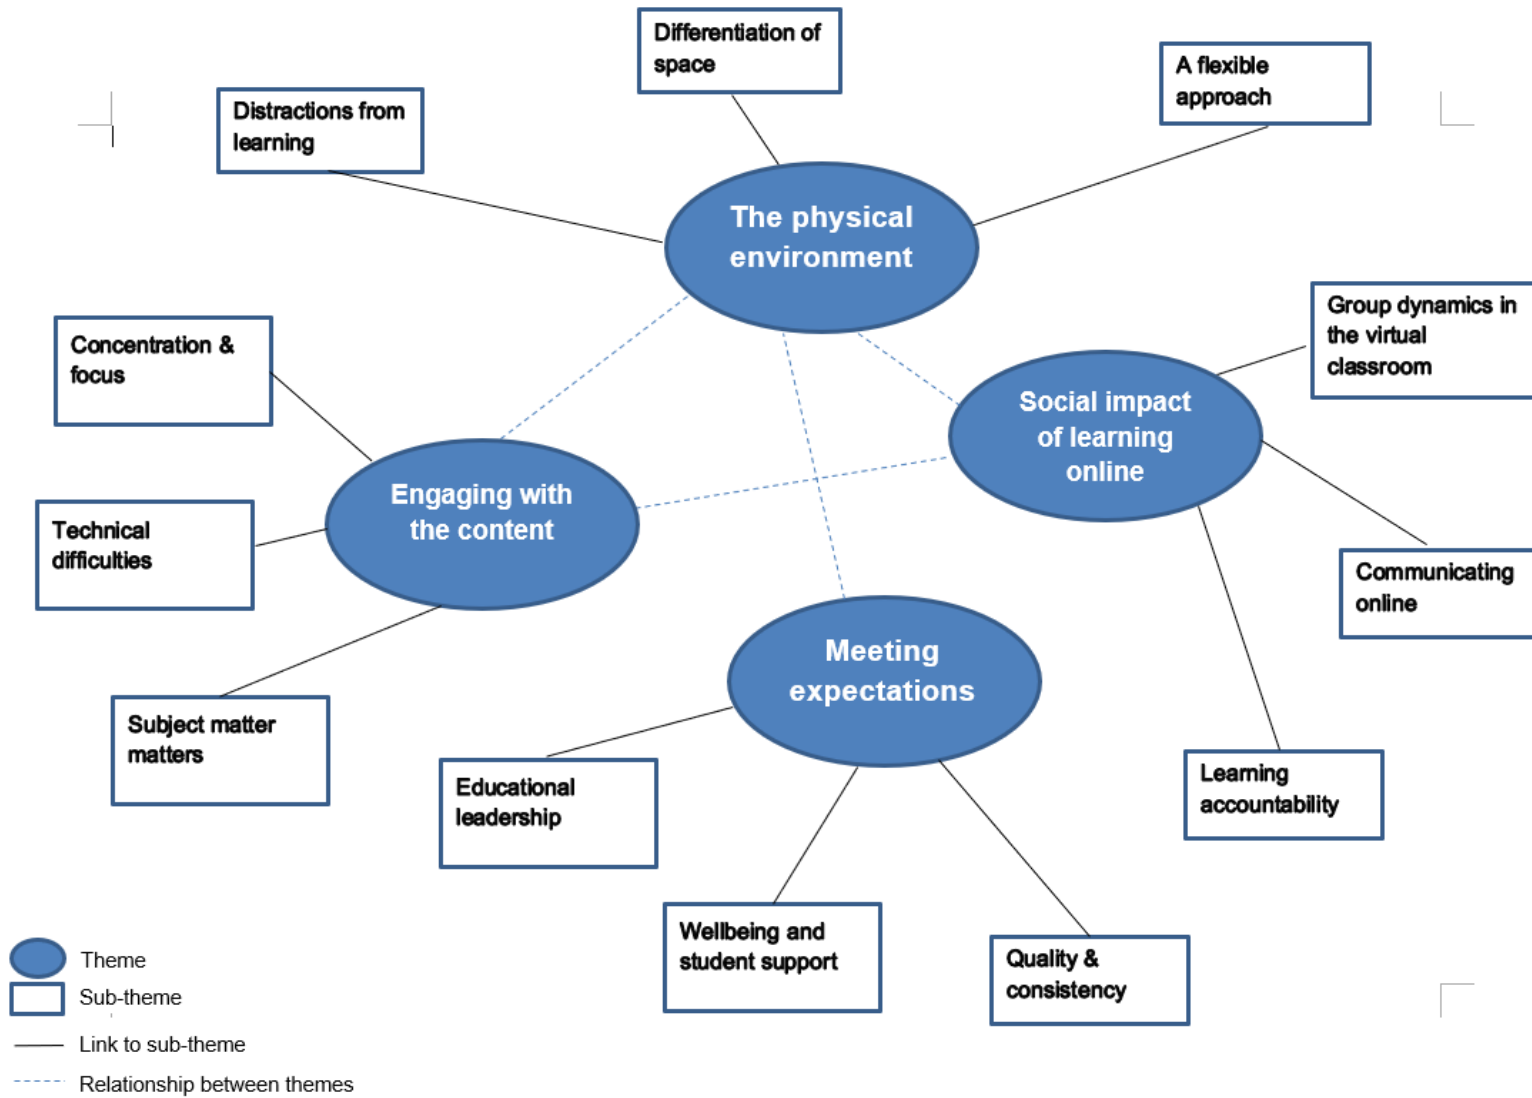 Differentiation of
space
A flexible
approach
Distractions from
learning
The physical
environment
Group dynamics in
the virtual
classroom
Concentration &
focus
Social impact
of learning
online
Engaging with
the content
Technical
difficulties
Communicating
online
Meeting
expectations
Subject matter
matters
Educational
leadership
Learning
accountability
Wellbeing and
student support
Quality &
consistency
Theme
Sub-theme
Link to sub-theme
Relationship between themes